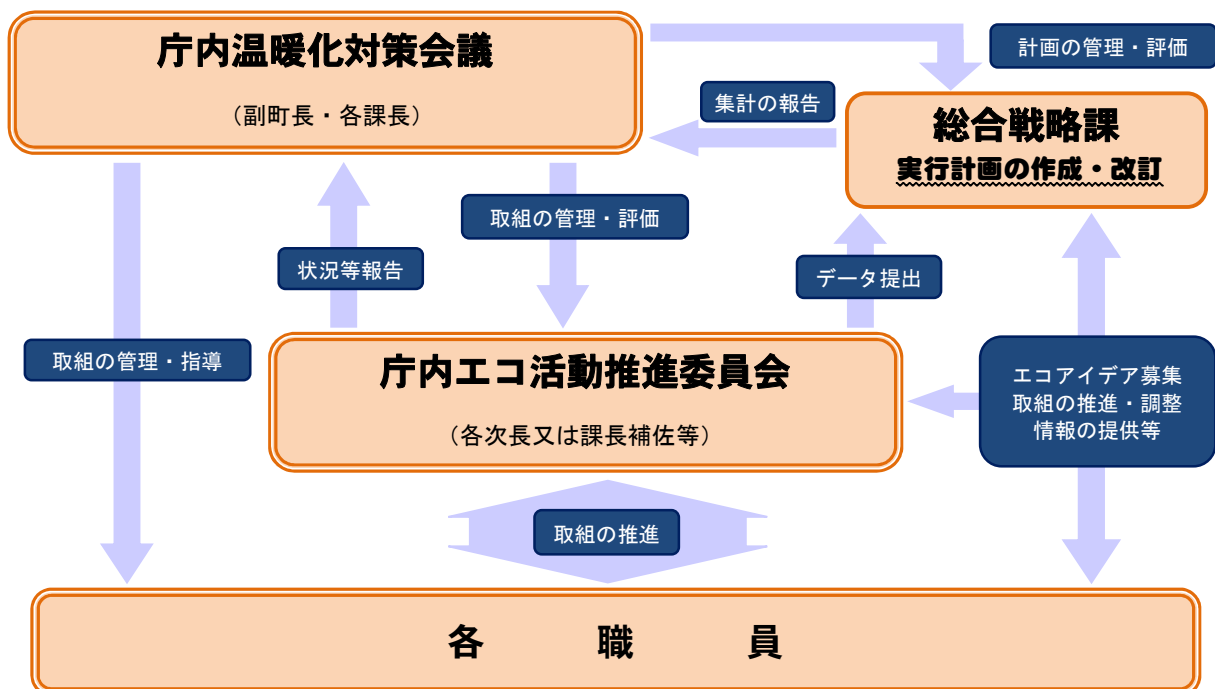 庁内温暖化対策会議
（副町長・各課長）
計画の管理・評価
集計の報告
総合戦略課
実行計画の作成・改訂
取組の管理・評価
状況等報告
データ提出
取組の管理・指導
庁内エコ活動推進委員会
（各次長又は課長補佐等）
エコアイデア募集
取組の推進・調整
情報の提供等
取組の推進
各　職　員